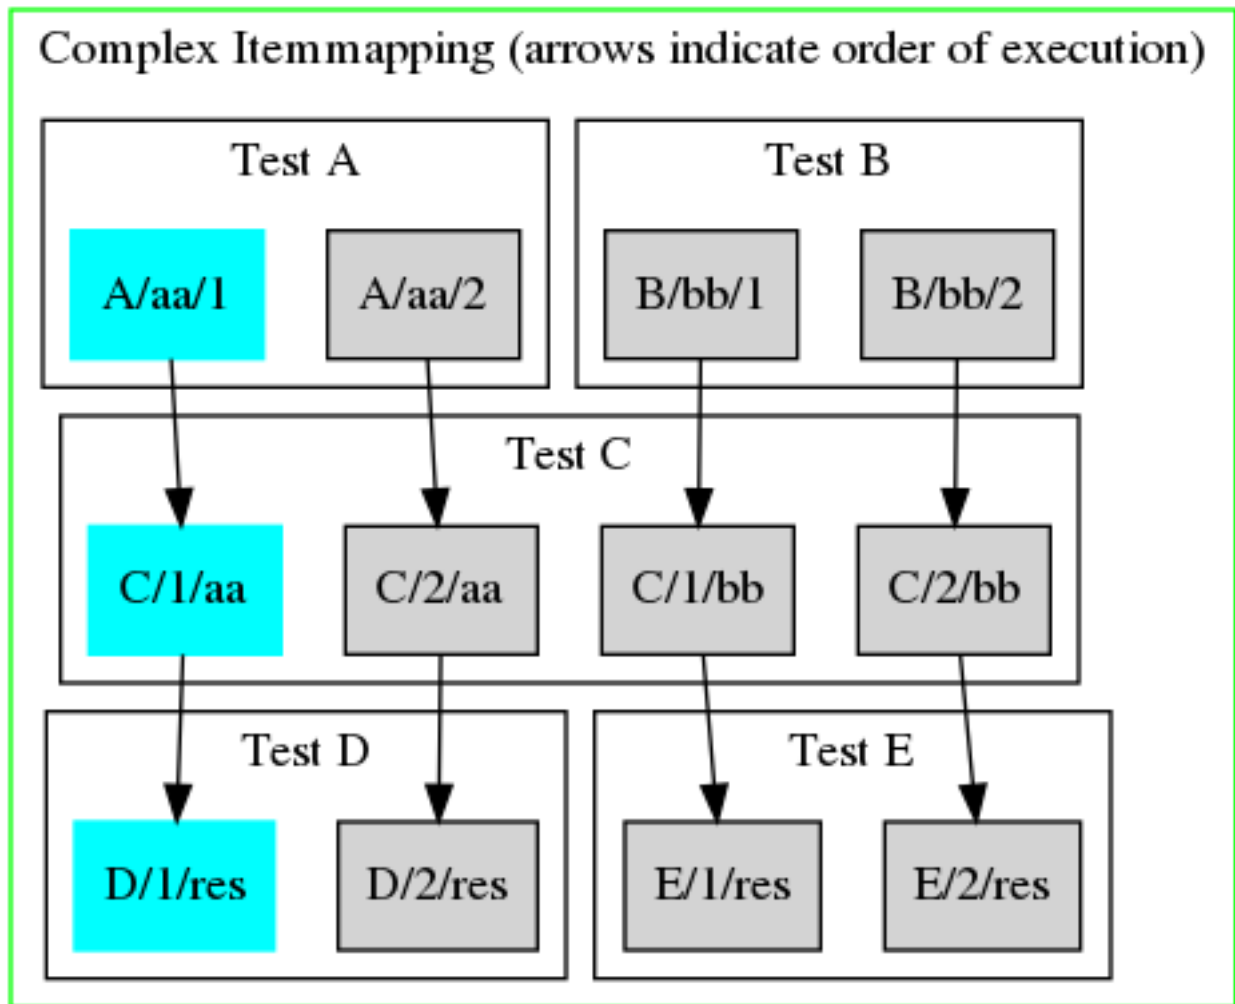 Complex Itemmapping (arrows indicate order of execution)
Test A
A/aa/1
A/aa/2
Test B
B/bb/1
B/bb/2
Test C
C/1/aa
C/2/aa
C/1/bb
C/2/bb
Test D
D/1/res
D/2/res
Test E
E/1/res
E/2/res